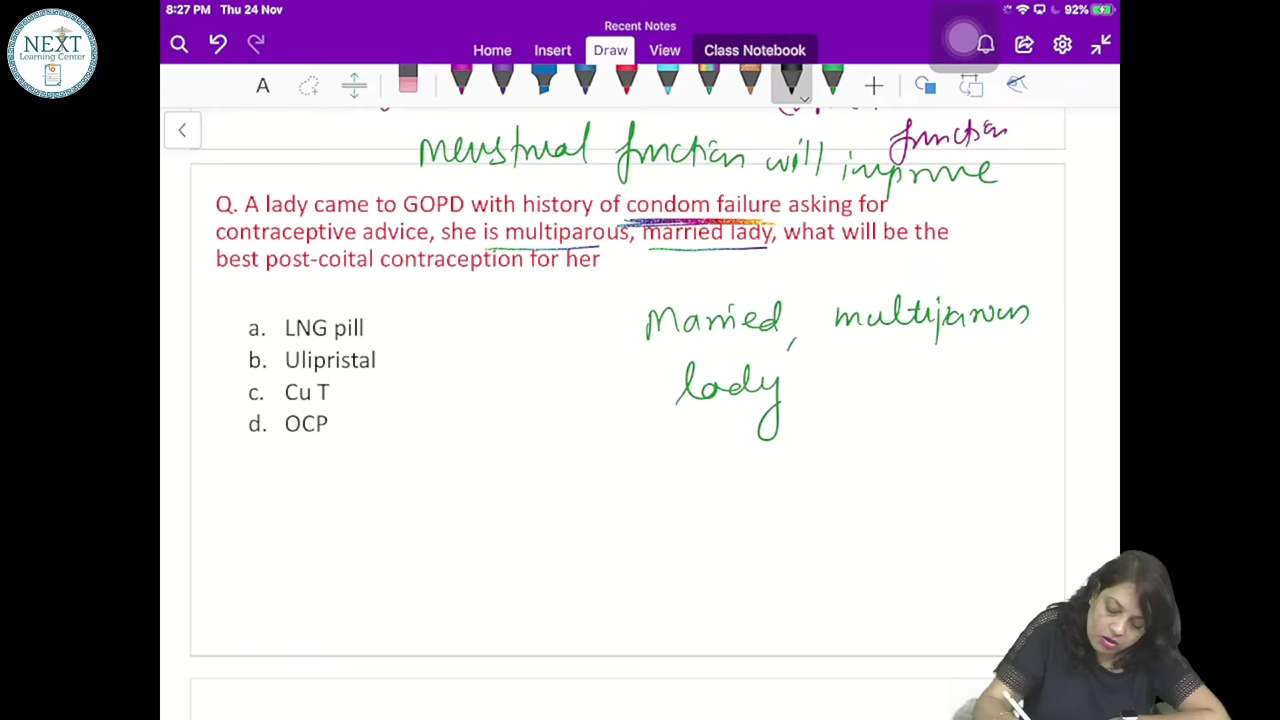 8:27 PM Thu 24 Nov
92%
NEXT
Learning Center
Recent Notes
Home Insert Draw View Class Notebook
A
function
menstrual function will improve
Q. A lady came to GOPD with history of condom failure asking for
contraceptive advice, she is multiparous, married lady, what will be the
best post-coital contraception for her
a. LNG pill
b. Ulipristal
c. Cu T
d. OCP
Married, multiparous
lady